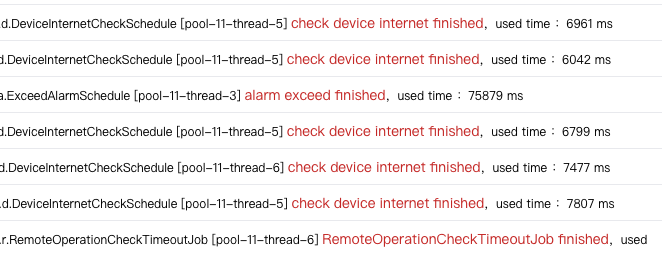 .d.DeviceInternetCheckSchedule [pool-11-thread-5] check device internet finished，used time： 6961 ms
d.DeviceInternetCheckSchedule [pool-11-thread-5] check device internet finished，used time： 6042 ms
a.ExceedAlarmSchedule [pool-11-thread-3] alarm exceed finished，used time： 75879 ms
d.DeviceInternetCheckSchedule [pool-11-thread-5] check device internet finished，used time： 6799 ms
d.DeviceInternetCheckSchedule [pool-11-thread-6] check device internet finished，used time： 7477 ms
.d.DeviceInternetCheckSchedule [pool-11-thread-5] check device internet finished，used time： 7807 ms
.r.RemoteOperationCheckTimeoutJob [pool-11-thread-6] RemoteOperationCheckTimeoutJob finished，used